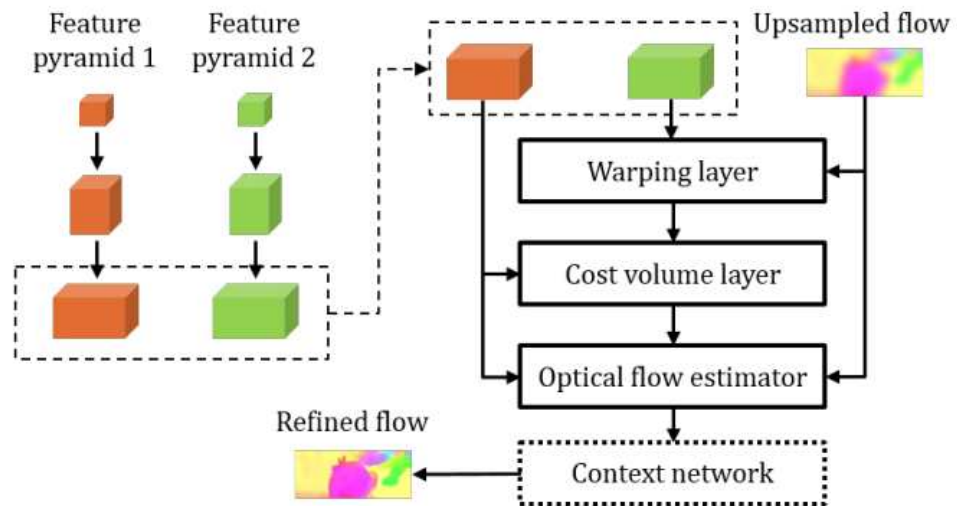 Feature
pyramid 1
Feature
pyramid 2
Upsampled flow
Warping layer
Cost volume layer
Optical flow estimator
Refined flow
Context network